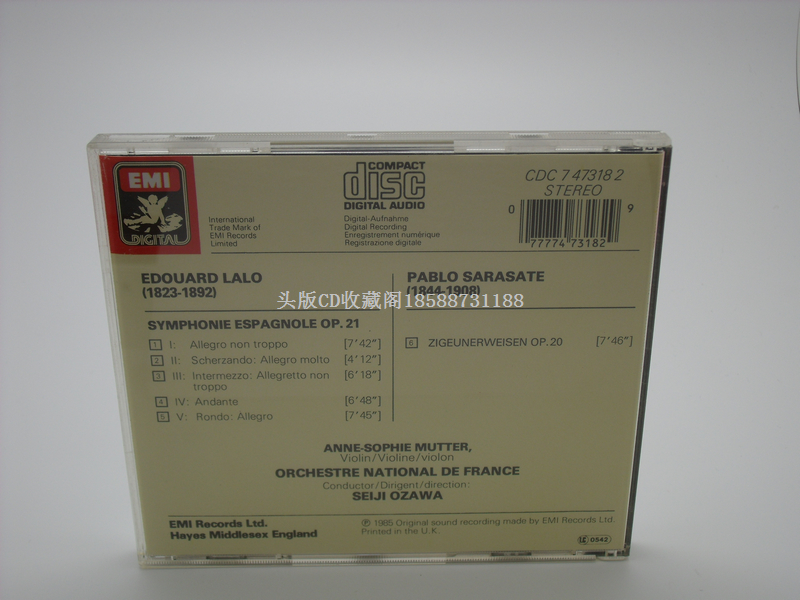 EMI
DIGITAL
International
Trade Mark of
EMI Records
Limited
COMPACT
disc
DIGITAL AUDIO
Digital-Aufnahme
Digital Recording
Enregistrement numérique
Registrazione digitale
CDC 7 47318 2
STEREO
0 77774 73182 9
EDOUARD LALO
(1823-1892)
PABLO SARASATE
(1844-1908)
头版CD收藏阁18588731188
SYMPHONIE ESPAGNOLE OP. 21
1 I: Allegro non troppo [7'42"]
2 II: Scherzando: Allegro molto [4'12"]
3 III: Intermezzo: Allegretto non
troppo [6'18"]
4 IV: Andante [6'48"]
5 V: Rondo: Allegro [7'45"]
6 ZIGEUNERWEISEN OP. 20 [7'46"]
ANNE-SOPHIE MUTTER,
Violin/Violine/violon
ORCHESTRE NATIONAL DE FRANCE
Conductor/Dirigent/direction:
SEIJI OZAWA
EMI Records Ltd.
Hayes Middlesex England
℗ 1985 Original sound recording made by EMI Records Ltd.
Printed in the U.K.
LC 0542